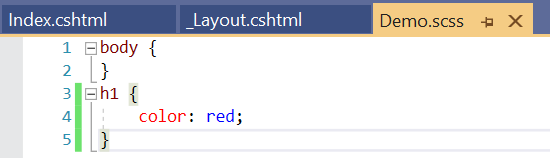 Index.cshtml _Layout.cshtml Demo.scss
1 body {
2 }
3 h1 {
4 color: red;
5 }